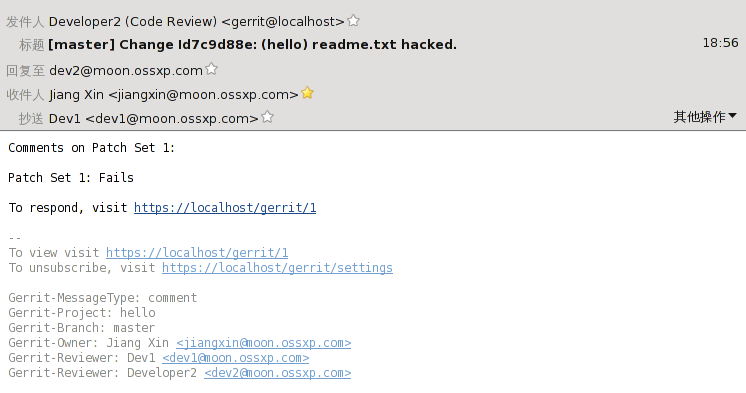 发件人 Developer2 (Code Review) <gerrit@localhost>
标题 [master] Change Id7c9d88e: (hello) readme.txt hacked. 18:56
回复至 dev2@moon.ossxp.com
收件人 Jiang Xin <jiangxin@moon.ossxp.com>
抄送 Dev1 <dev1@moon.ossxp.com> 其他操作
Comments on Patch Set 1:
Patch Set 1: Fails
To respond, visit https://localhost/gerrit/1
--
To view visit https://localhost/gerrit/1
To unsubscribe, visit https://localhost/gerrit/settings
Gerrit-MessageType: comment
Gerrit-Project: hello
Gerrit-Branch: master
Gerrit-Owner: Jiang Xin <jiangxin@moon.ossxp.com>
Gerrit-Reviewer: Dev1 <dev1@moon.ossxp.com>
Gerrit-Reviewer: Developer2 <dev2@moon.ossxp.com>